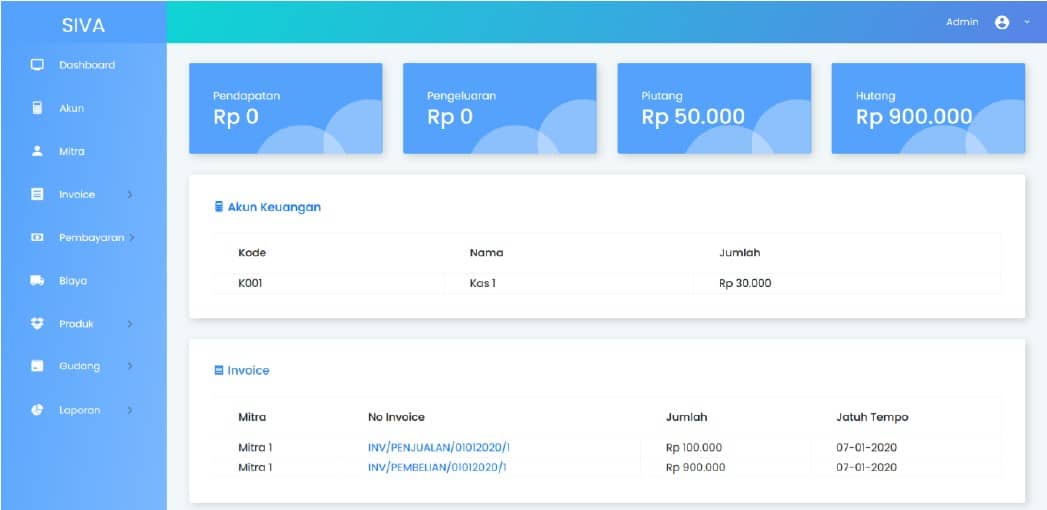 SIVA
Admin
Dashboard
Akun
Mitra
Invoice
Pembayaran
Biaya
Produk
Gudang
Laporan
Pendapatan
Rp 0
Pengeluaran
Rp 0
Piutang
Rp 50.000
Hutang
Rp 900.000
Akun Keuangan
Kode Nama Jumlah
K001 Kas 1 Rp 30.000
Invoice
Mitra No Invoice Jumlah Jatuh Tempo
Mitra 1 INV/PENJUALAN/01012020/1 Rp 100.000 07-01-2020
Mitra 1 INV/PEMBELIAN/01012020/1 Rp 900.000 07-01-2020